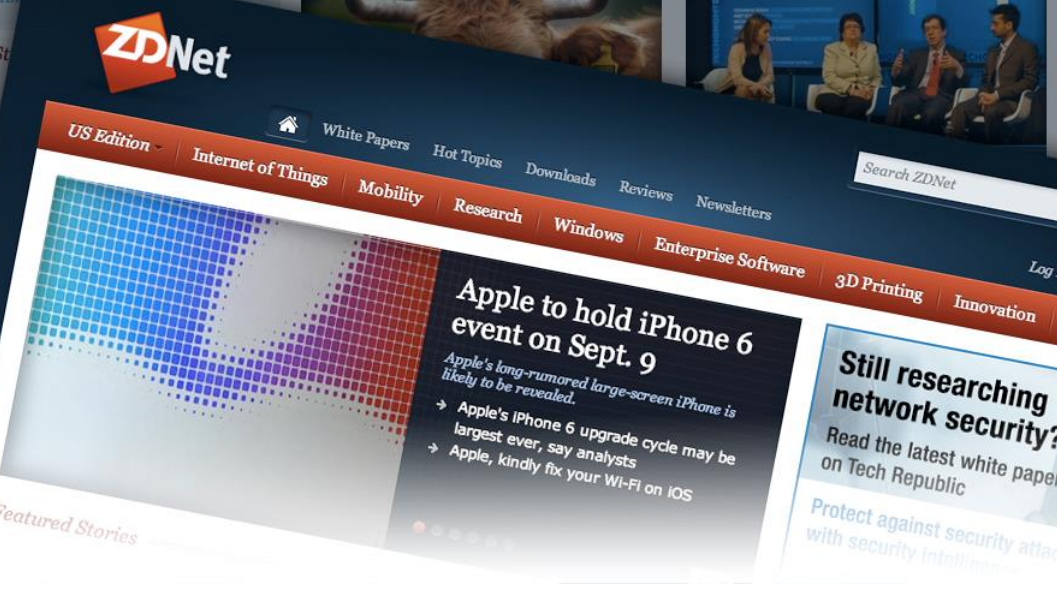 ZDNet
White Papers
Hot Topics
Downloads
Reviews
Newsletters
Search ZDNet
Log
US Edition
Internet of Things
Mobility
Research
Windows
Enterprise Software
3D Printing
Innovation
Apple to hold iPhone 6
event on Sept. 9
Apple's long-rumored large-screen iPhone is
likely to be revealed.
Apple's iPhone 6 upgrade cycle may be
largest ever, say analysts
Apple, kindly fix your Wi-Fi on iOS
Still researching
network security?
Read the latest white pape
on Tech Republic
Protect against security attac
with security intelligence
Featured Stories